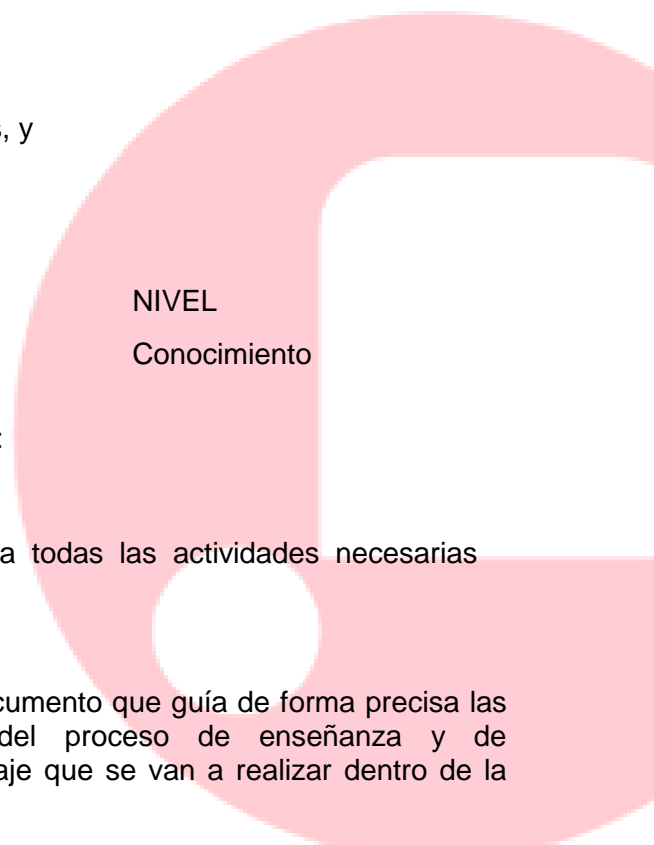 , y
NIVEL
Conocimiento
:
a todas las actividades necesarias
cumento que guía de forma precisa las
del proceso de enseñanza y de
aje que se van a realizar dentro de la